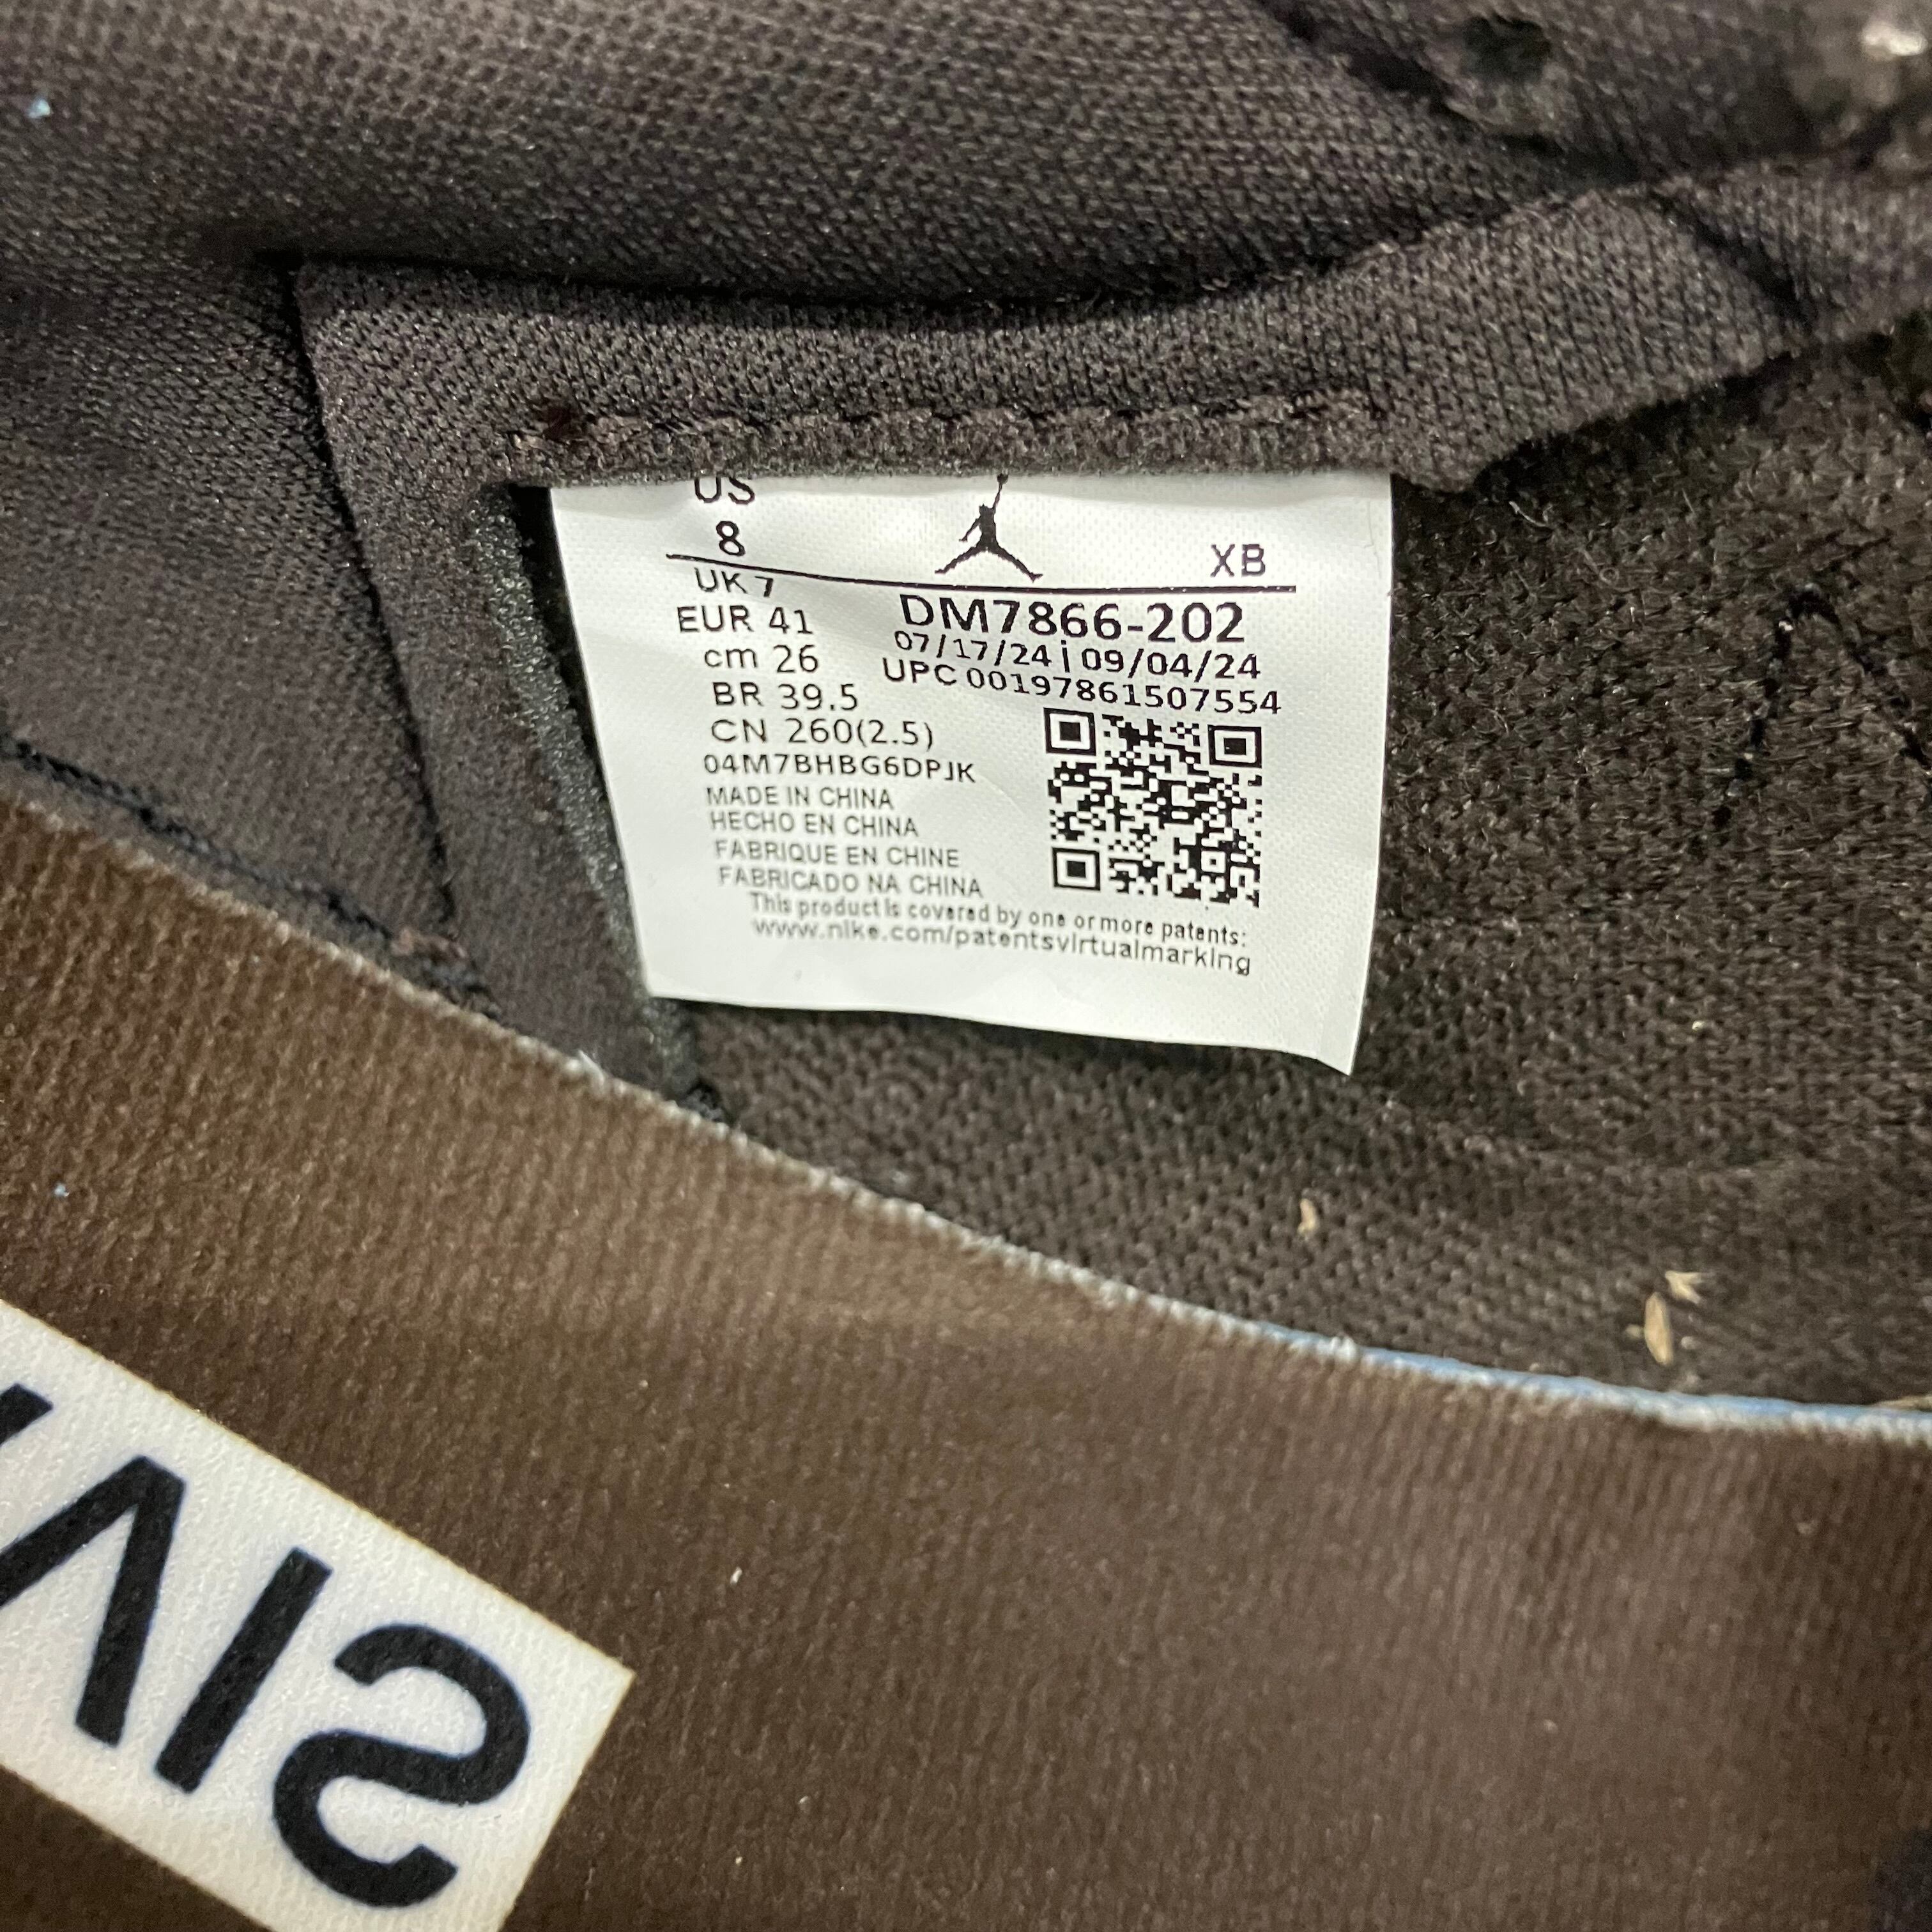 US
8
XB
UK 7
EUR 41
cm 26
BR 39.5
CN 260(2.5)
04M7BHBG6DPJK
DM7866-202
07/17/24 | 09/04/24
UPC 00197861507554
MADE IN CHINA
HECHO EN CHINA
FABRIQUE EN CHINE
FABRICADO NA CHINA
This product is covered by one or more patents:
www.nike.com/patentsvirtualmarking